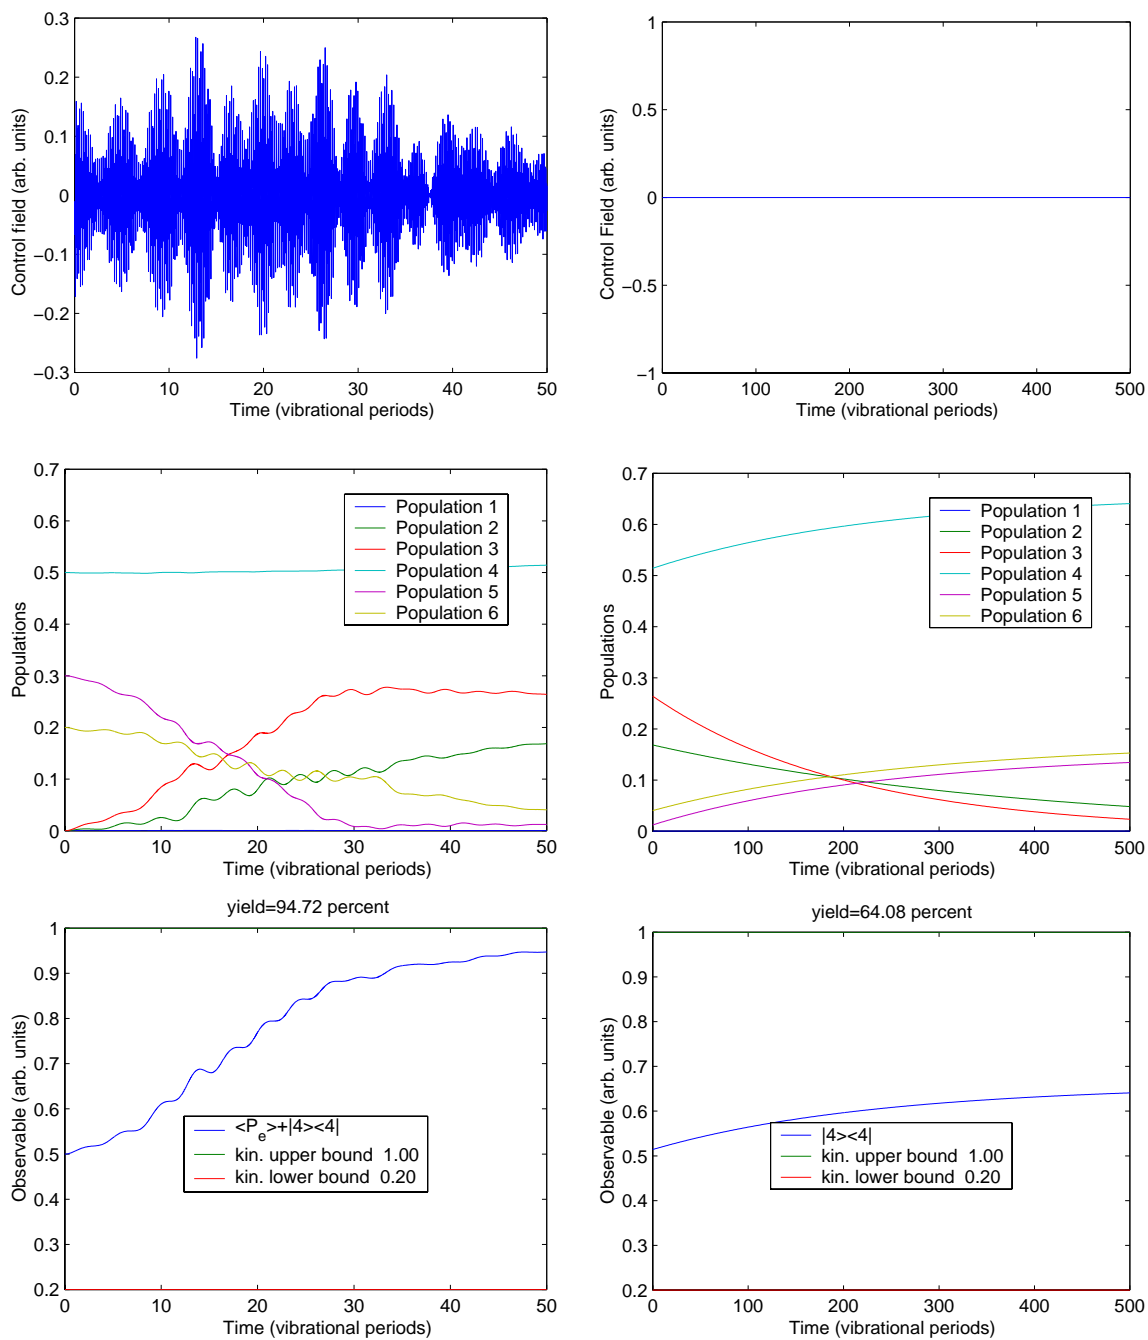 0.3
0.2
0.1
0
−0.1
−0.2
−0.3
Control field (arb. units)
0 10 20 30 40 50
Time (vibrational periods)
1
0.5
0
−0.5
−1
Control Field (arb. units)
0 100 200 300 400 500
Time (vibrational periods)
0.7
0.6
0.5
0.4
0.3
0.2
0.1
0
Populations
Population 1
Population 2
Population 3
Population 4
Population 5
Population 6
0 10 20 30 40 50
Time (vibrational periods)
0.7
0.6
0.5
0.4
0.3
0.2
0.1
0
Populations
Population 1
Population 2
Population 3
Population 4
Population 5
Population 6
0 100 200 300 400 500
Time (vibrational periods)
yield=94.72 percent
1
0.9
0.8
0.7
0.6
0.5
0.4
0.3
0.2
Observable (arb. units)
<P_e>+|4><4|
kin. upper bound 1.00
kin. lower bound 0.20
0 10 20 30 40 50
Time (vibrational periods)
yield=64.08 percent
1
0.9
0.8
0.7
0.6
0.5
0.4
0.3
0.2
Observable (arb. units)
|4><4|
kin. upper bound 1.00
kin. lower bound 0.20
0 100 200 300 400 500
Time (vibrational periods)